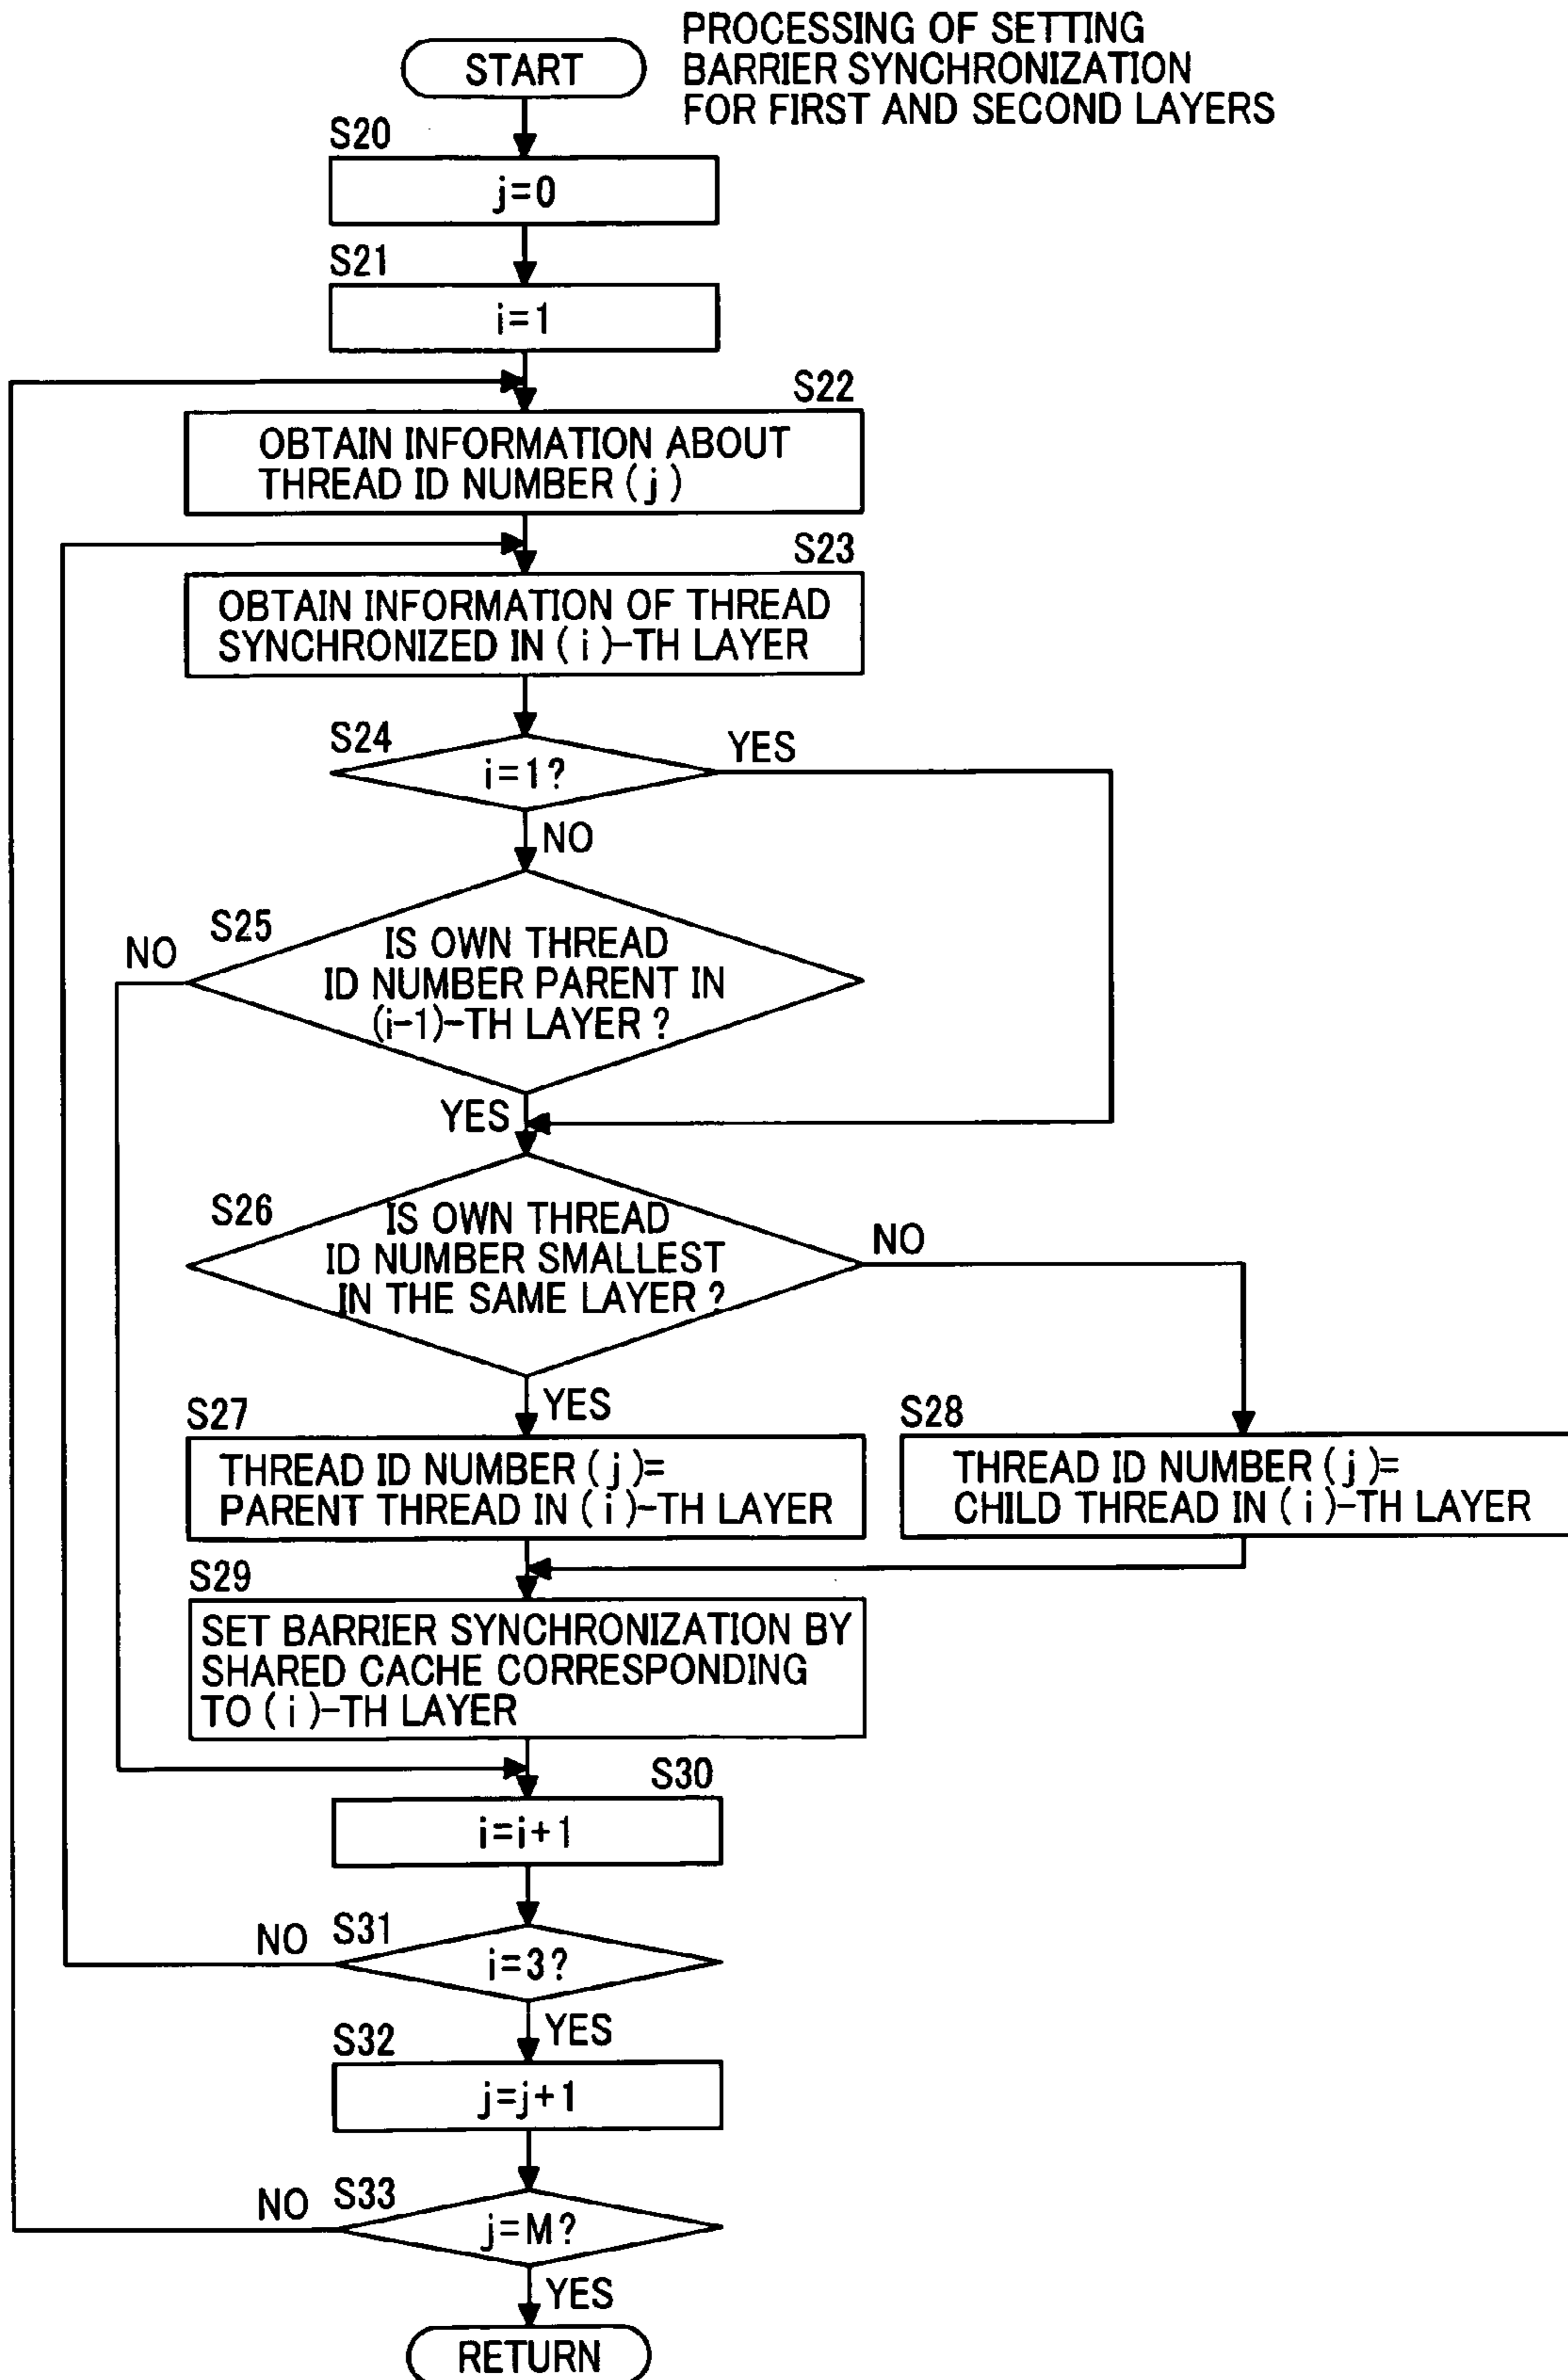 PROCESSING OF SETTING
BARRIER SYNCHRONIZATION
FOR FIRST AND SECOND LAYERS
START
S20
j=0
S21
i=1
S22
OBTAIN INFORMATION ABOUT
THREAD ID NUMBER (j)
S23
OBTAIN INFORMATION OF THREAD
SYNCHRONIZED IN (i)-TH LAYER
S24
i=1?
YES
NO
S25
NO
IS OWN THREAD
ID NUMBER PARENT IN
(i-1)-TH LAYER ?
YES
S26
IS OWN THREAD
ID NUMBER SMALLEST
IN THE SAME LAYER ?
NO
YES
S27
THREAD ID NUMBER (j)=
PARENT THREAD IN (i)-TH LAYER
S28
THREAD ID NUMBER (j)=
CHILD THREAD IN (i)-TH LAYER
S29
SET BARRIER SYNCHRONIZATION BY
SHARED CACHE CORRESPONDING
TO (i)-TH LAYER
S30
i=i+1
NO
S31
i=3?
YES
S32
j=j+1
NO
S33
j=M?
YES
RETURN